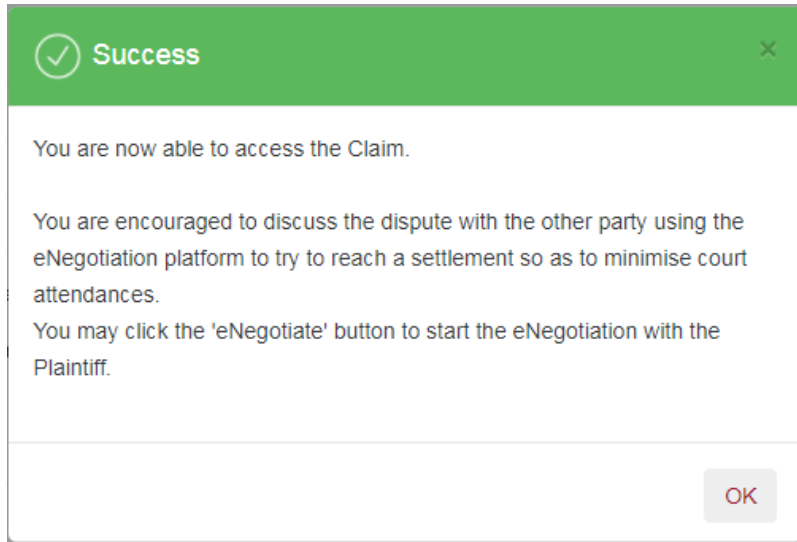 Success
×
You are now able to access the Claim.
You are encouraged to discuss the dispute with the other party using the
eNegotiation platform to try to reach a settlement so as to minimise court
attendances.
You may click the 'eNegotiate' button to start the eNegotiation with the
Plaintiff.
OK